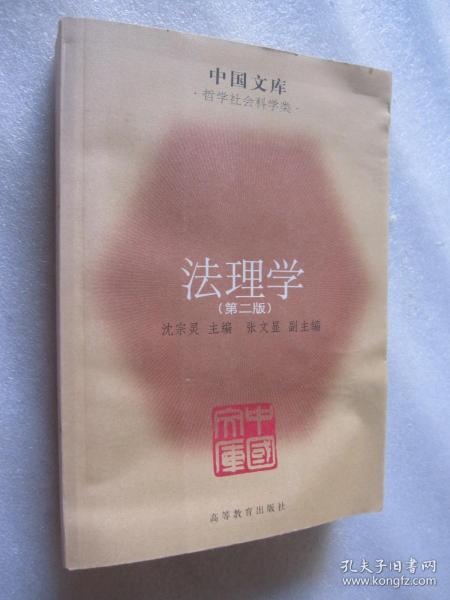 中国文库
·哲学社会科学类·
法理学
(第二版)
沈宗灵 主编 张文显 副主编
中國
文庫
高等教育出版社
孔夫子旧书网
www.kongfz.com